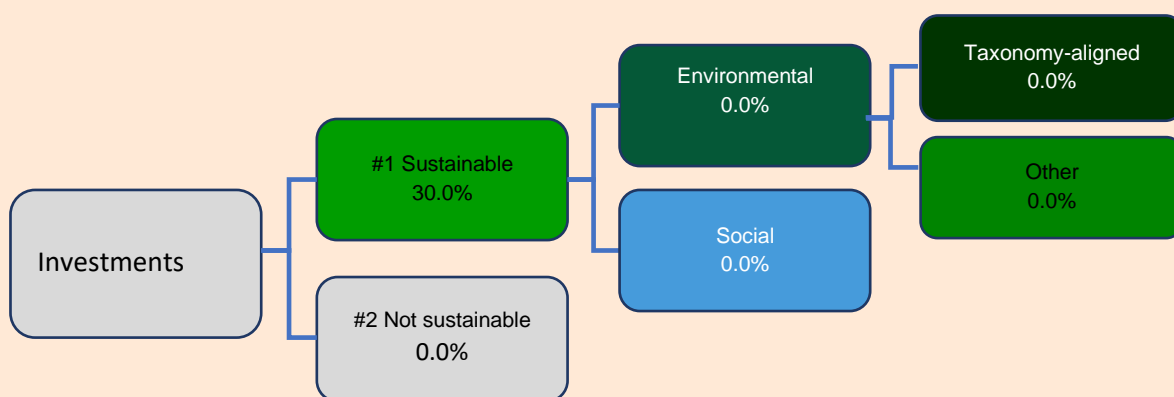 Investments
#1 Sustainable
30.0%
#2 Not sustainable
0.0%
Environmental
0.0%
Social
0.0%
Taxonomy-aligned
0.0%
Other
0.0%